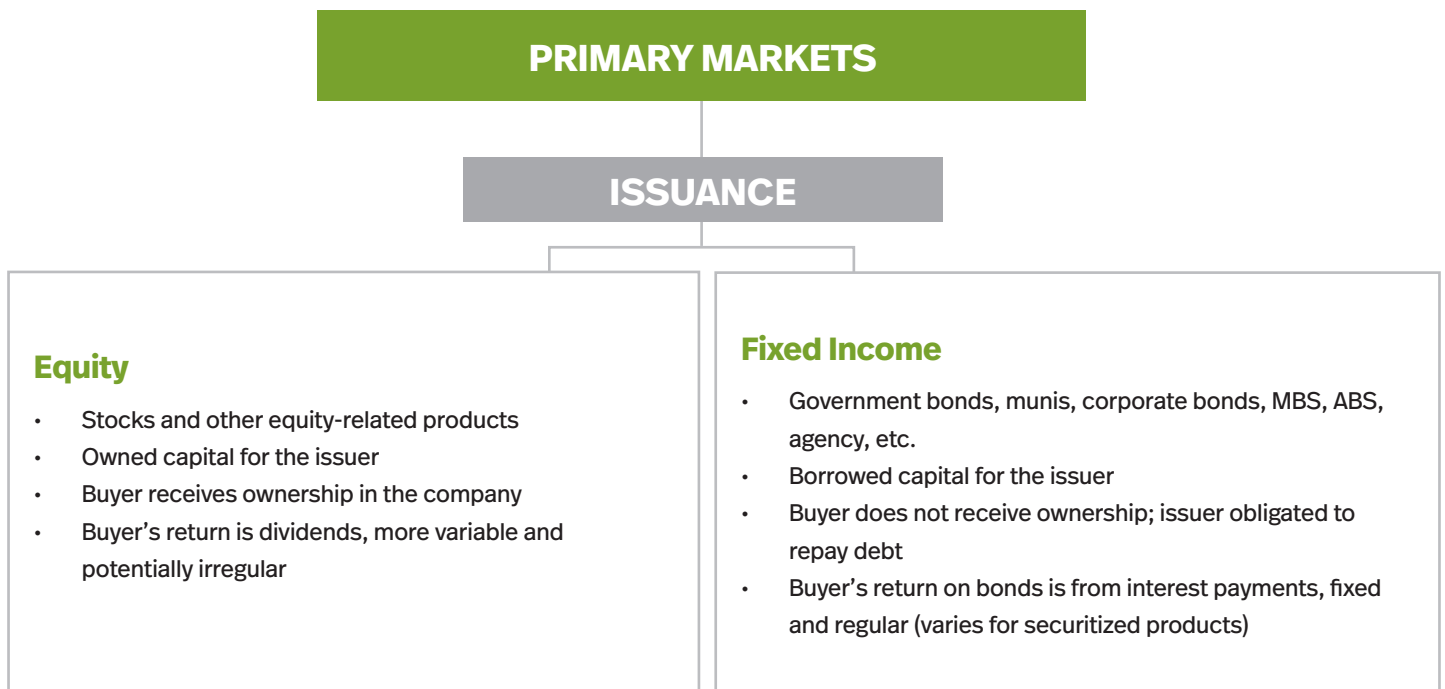 PRIMARY MARKETS
ISSUANCE
Equity
• Stocks and other equity-related products
• Owned capital for the issuer
• Buyer receives ownership in the company
• Buyer’s return is dividends, more variable and
potentially irregular
Fixed Income
• Government bonds, munis, corporate bonds, MBS, ABS,
agency, etc.
• Borrowed capital for the issuer
• Buyer does not receive ownership; issuer obligated to
repay debt
• Buyer’s return on bonds is from interest payments, fixed
and regular (varies for securitized products)